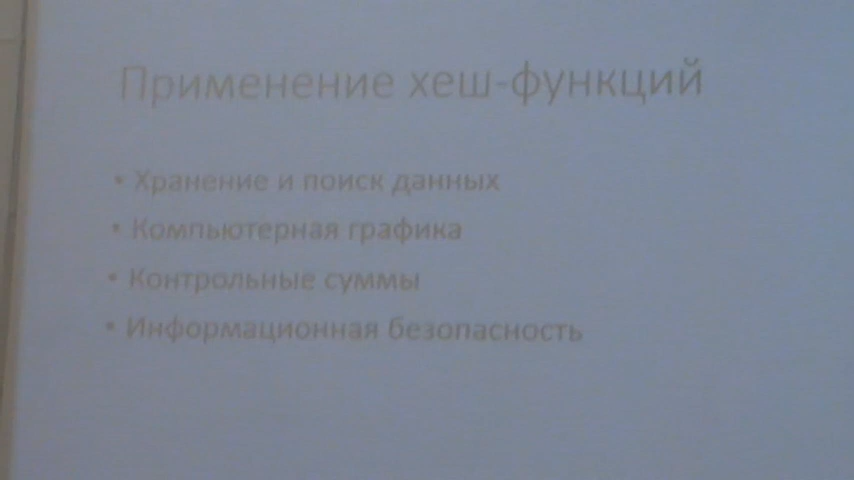 Применение хеш-функций
• Хранение и поиск данных
• Компьютерная графика
• Контрольные суммы
• Информационная безопасность